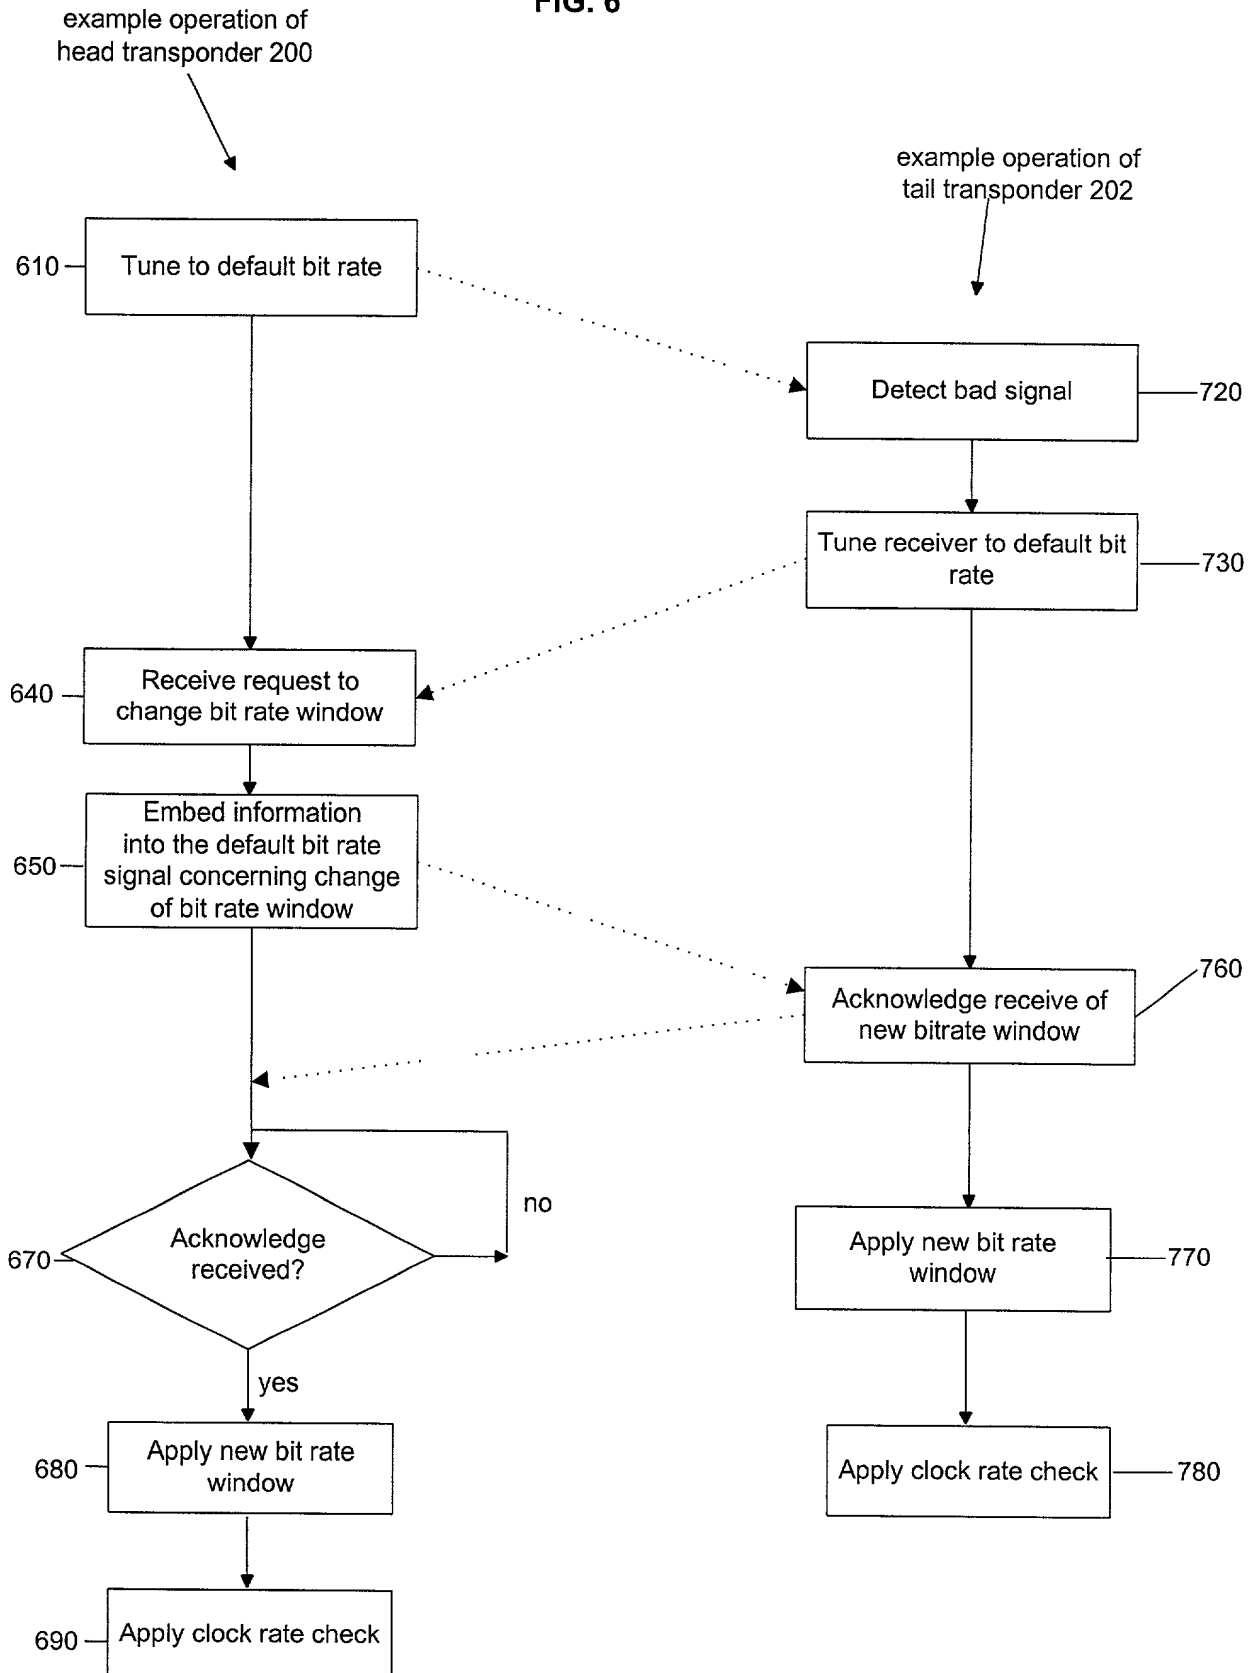 FIG. 6
example operation of
head transponder 200
example operation of
tail transponder 202
610
Tune to default bit rate
Detect bad signal
720
Tune receiver to default bit
rate
730
640
Receive request to
change bit rate window
650
Embed information
into the default bit rate
signal concerning change
of bit rate window
760
Acknowledge receive of
new bitrate window
no
670
Acknowledge
received?
Apply new bit rate
window
770
yes
680
Apply new bit rate
window
Apply clock rate check
780
690
Apply clock rate check